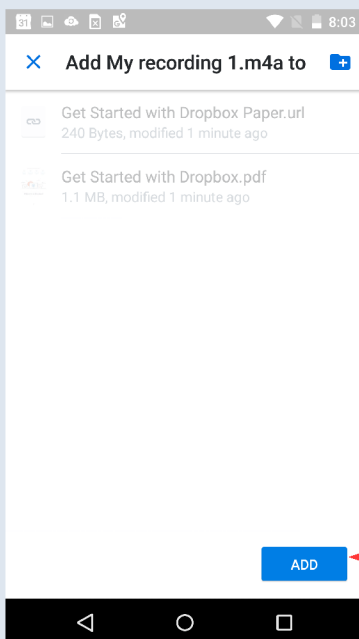 31
8:03
Add My recording 1.m4a to
Get Started with Dropbox Paper.url
240 Bytes, modified 1 minute ago
Get Started with Dropbox.pdf
1.1 MB, modified 1 minute ago
ADD